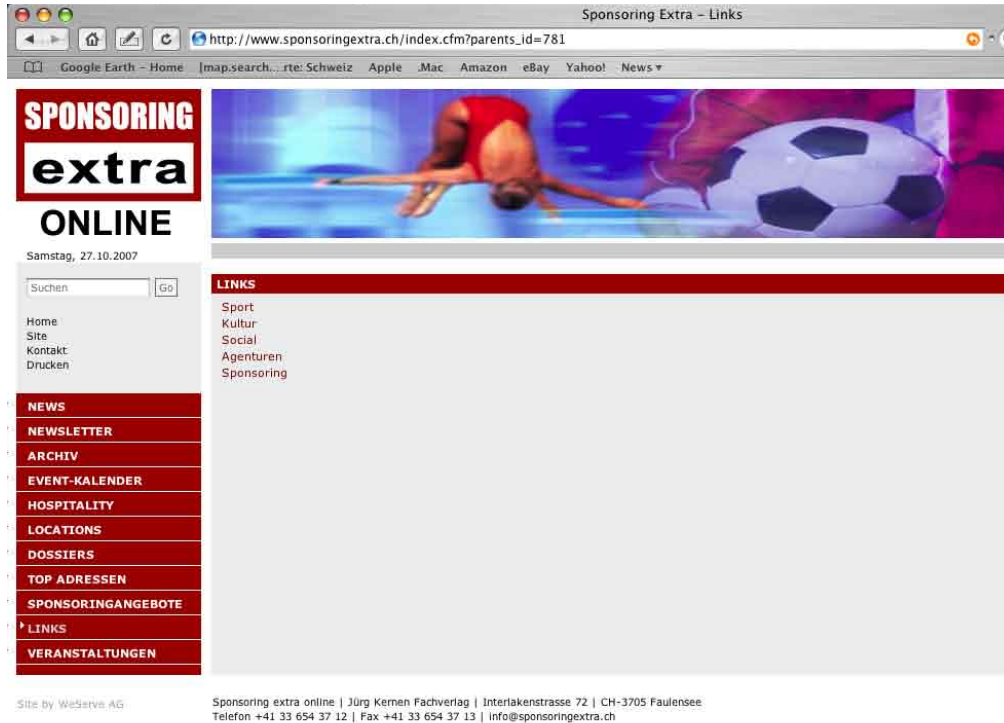 Sponsoring Extra – Links
http://www.sponsoringextra.ch/index.cfm?parents_id=781
Google Earth – Home |map.search....rte: Schweiz Apple .Mac Amazon eBay Yahoo! News
SPONSORING
extra
ONLINE
Samstag, 27.10.2007
Suchen Go
Home
Site
Kontakt
Drucken
NEWS
NEWSLETTER
ARCHIV
EVENT-KALENDER
HOSPITALITY
LOCATIONS
DOSSIERS
TOP ADRESSEN
SPONSORINGANGEBOTE
LINKS
VERANSTALTUNGEN
LINKS
Sport
Kultur
Social
Agenturen
Sponsoring
Site by WeServe AG
Sponsoring extra online | Jürg Kernen Fachverlag | Interlakenstrasse 72 | CH-3705 Faulensee
Telefon +41 33 654 37 12 | Fax +41 33 654 37 13 | info@sponsoringextra.ch